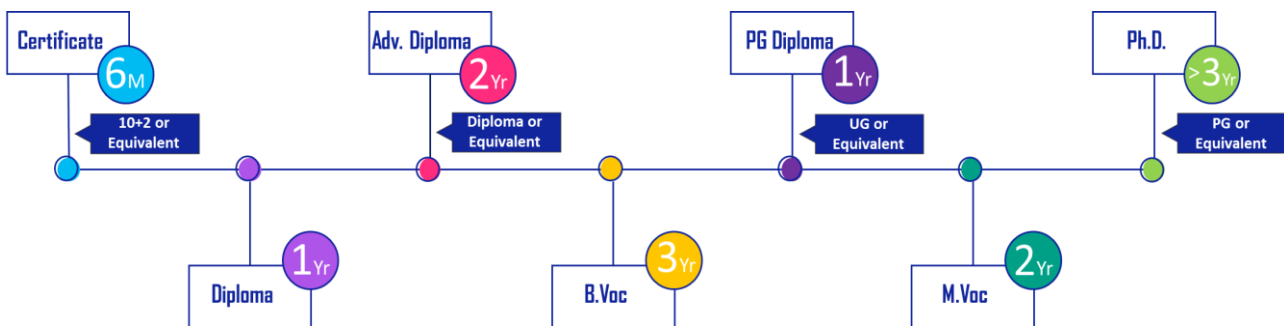 Certificate
6M
10+2 or
Equivalent
Adv. Diploma
2Yr
Diploma or
Equivalent
PG Diploma
1Yr
UG or
Equivalent
Ph.D.
>3Yr
PG or
Equivalent
Diploma
1Yr
B.Voc
3Yr
M.Voc
2Yr